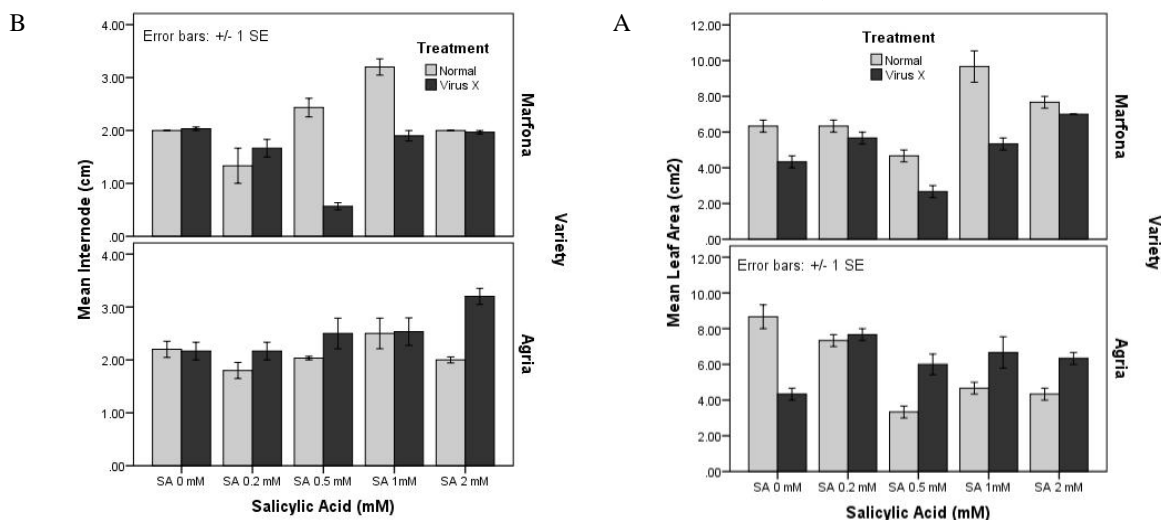 B
Error bars: +/- 1 SE
Treatment
Normal
Virus X
4.00
3.00
2.00
1.00
.00
Marfona
4.00
3.00
2.00
1.00
.00
Agria
Mean Internode (cm)
Variety
SA 0 mM SA 0.2 mM SA 0.5 mM SA 1mM SA 2 mM
Salicylic Acid (mM)
A
Treatment
Normal
Virus X
12.00
10.00
8.00
6.00
4.00
2.00
.00
Marfona
Error bars: +/- 1 SE
12.00
10.00
8.00
6.00
4.00
2.00
.00
Agria
Mean Leaf Area (cm2)
Variety
SA 0 mM SA 0.2 mM SA 0.5 mM SA 1mM SA 2 mM
Salicylic Acid (mM)